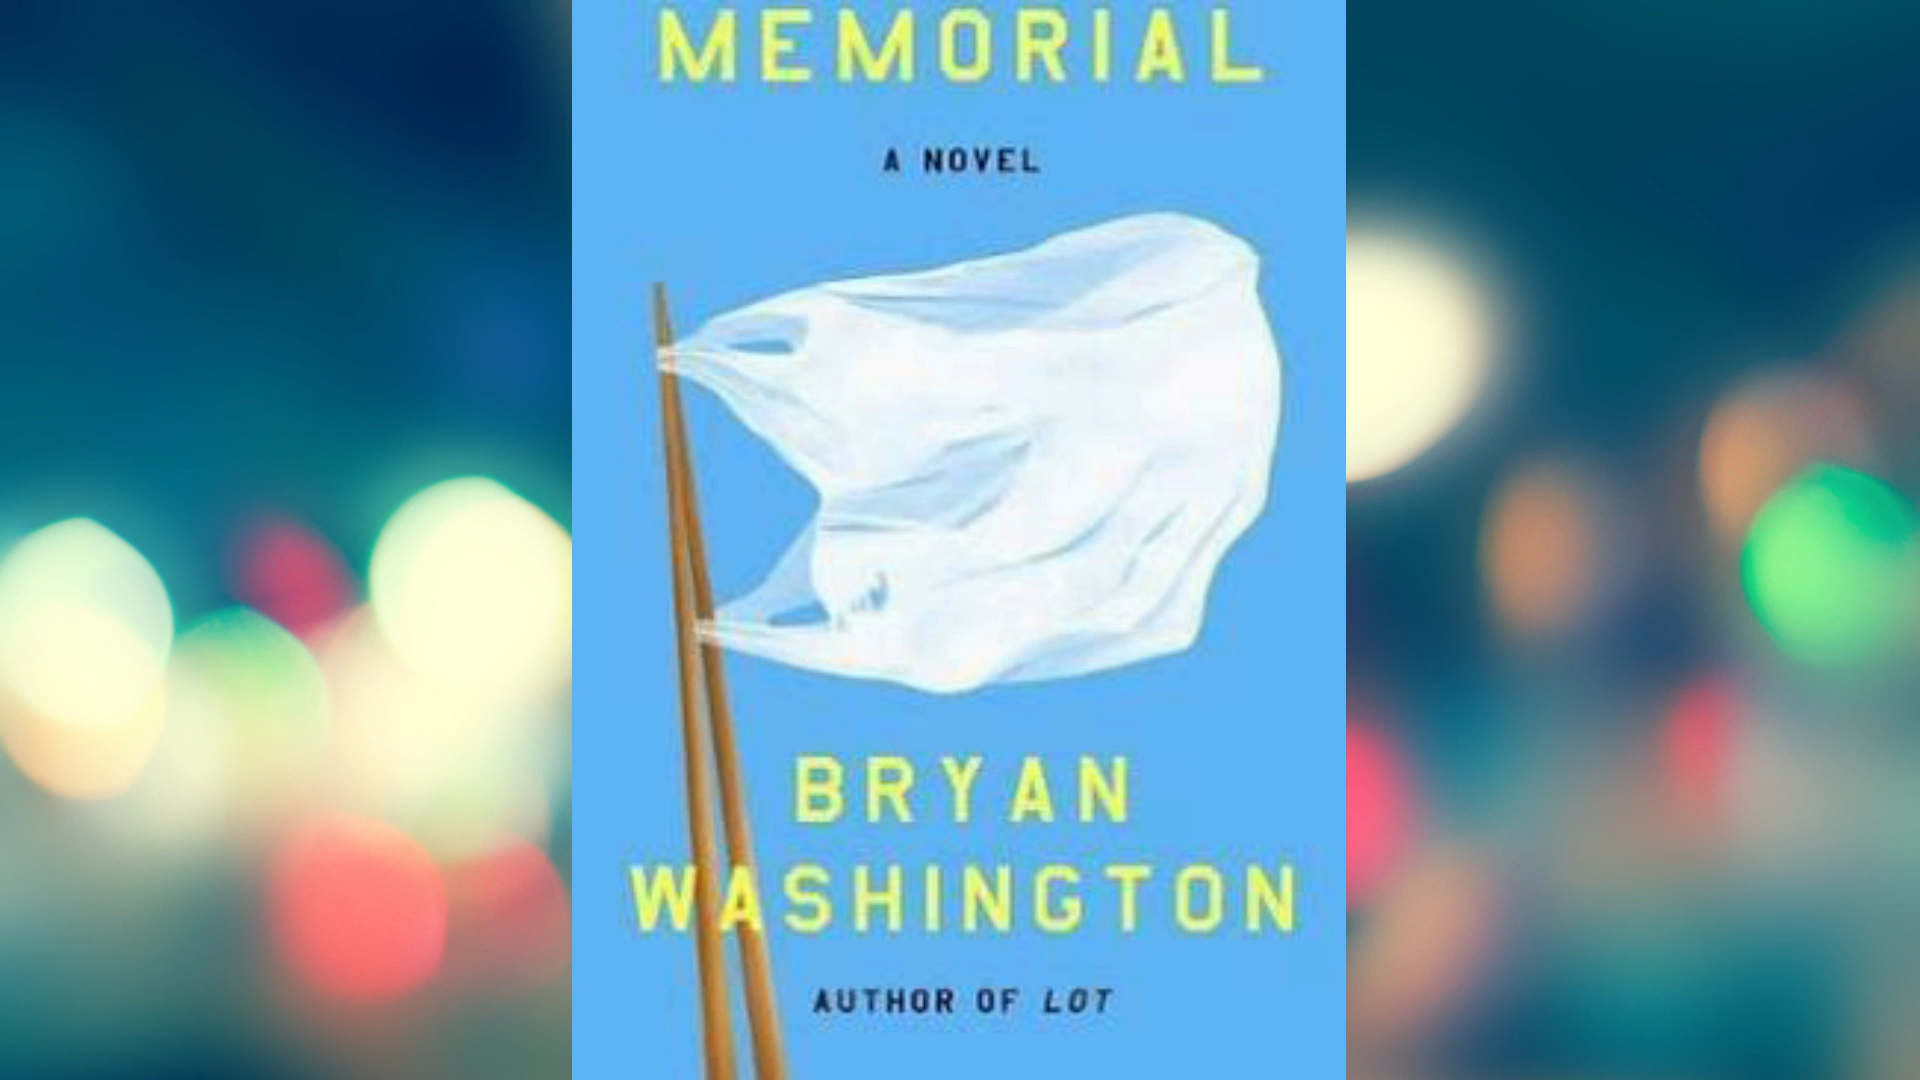 MEMORIAL
A NOVEL
BRYAN
WASHINGTON
AUTHOR OF LOT